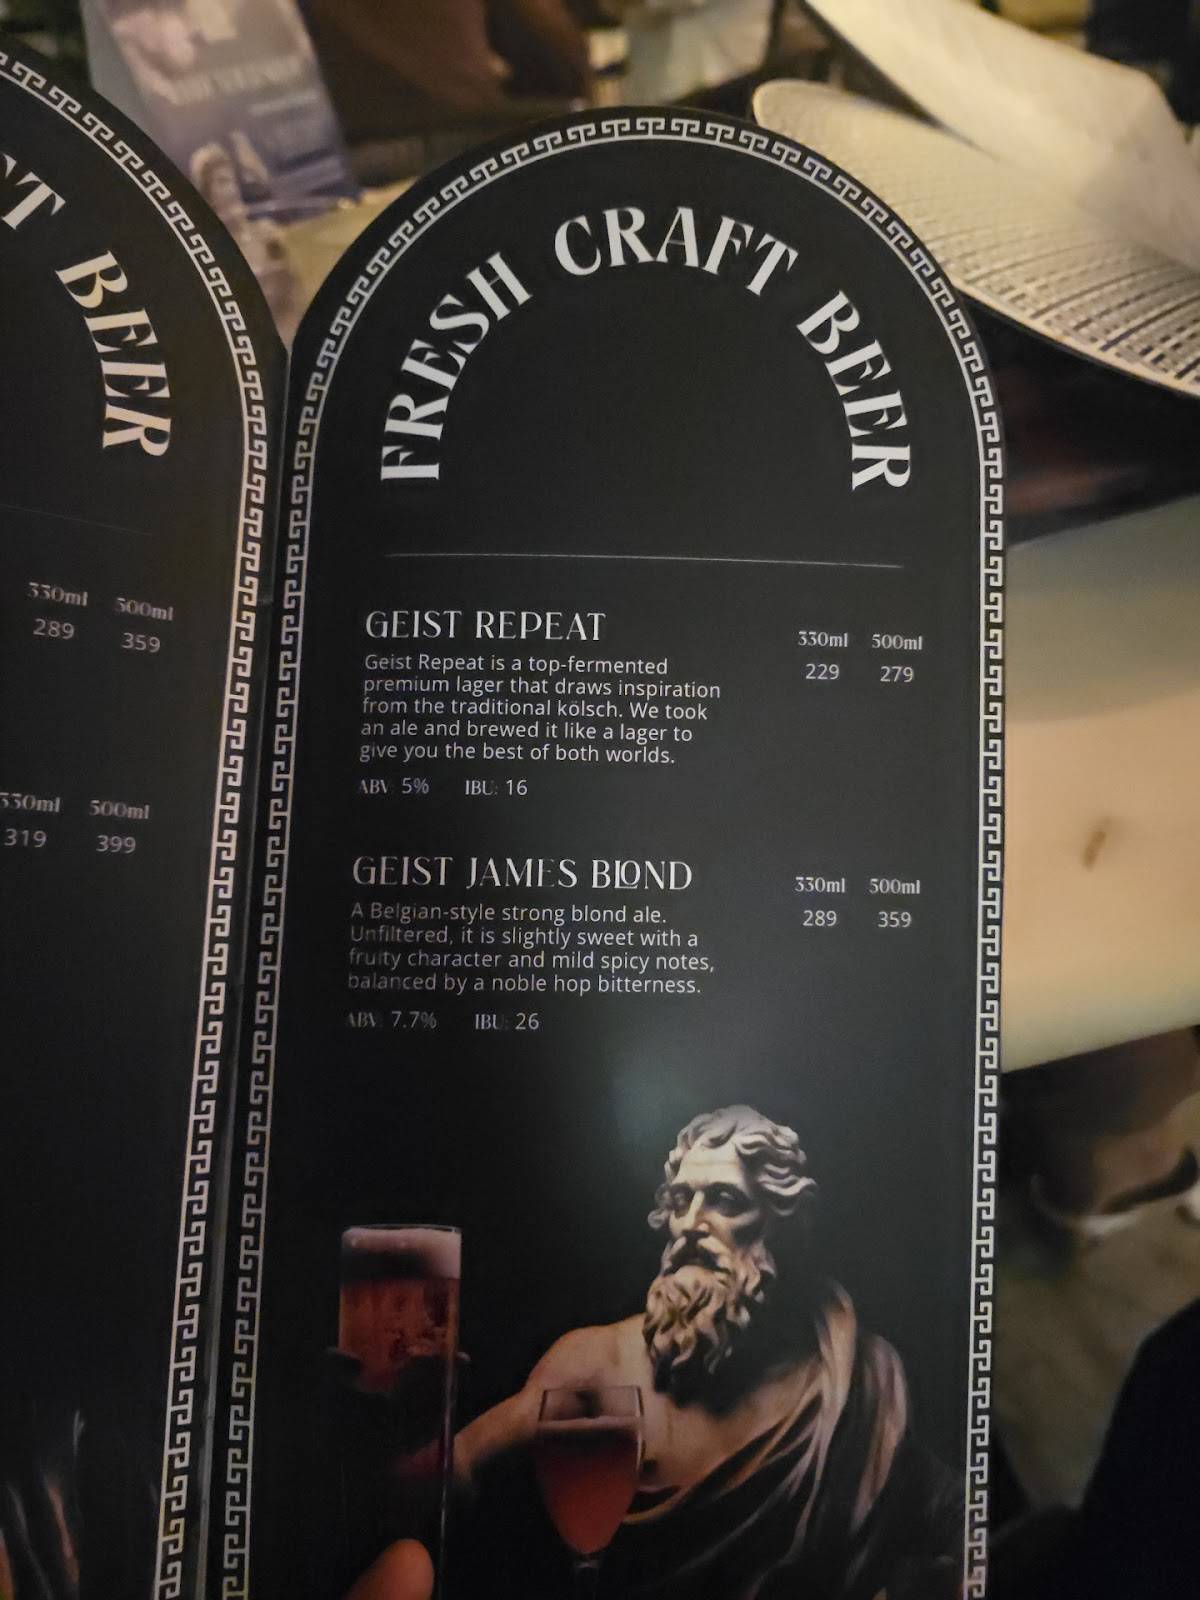 ST BEER
330ml 500ml
289 359
330ml 500ml
319 399
FRESH CRAFT BEER
GEIST REPEAT
330ml 500ml
229 279
Geist Repeat is a top-fermented
premium lager that draws inspiration
from the traditional kölsch. We took
an ale and brewed it like a lager to
give you the best of both worlds.
ABV: 5% IBU: 16
GEIST JAMES BLOND
330ml 500ml
289 359
A Belgian-style strong blond ale.
Unfiltered, it is slightly sweet with a
fruity character and mild spicy notes,
balanced by a noble hop bitterness.
ABV: 7.7% IBU: 26